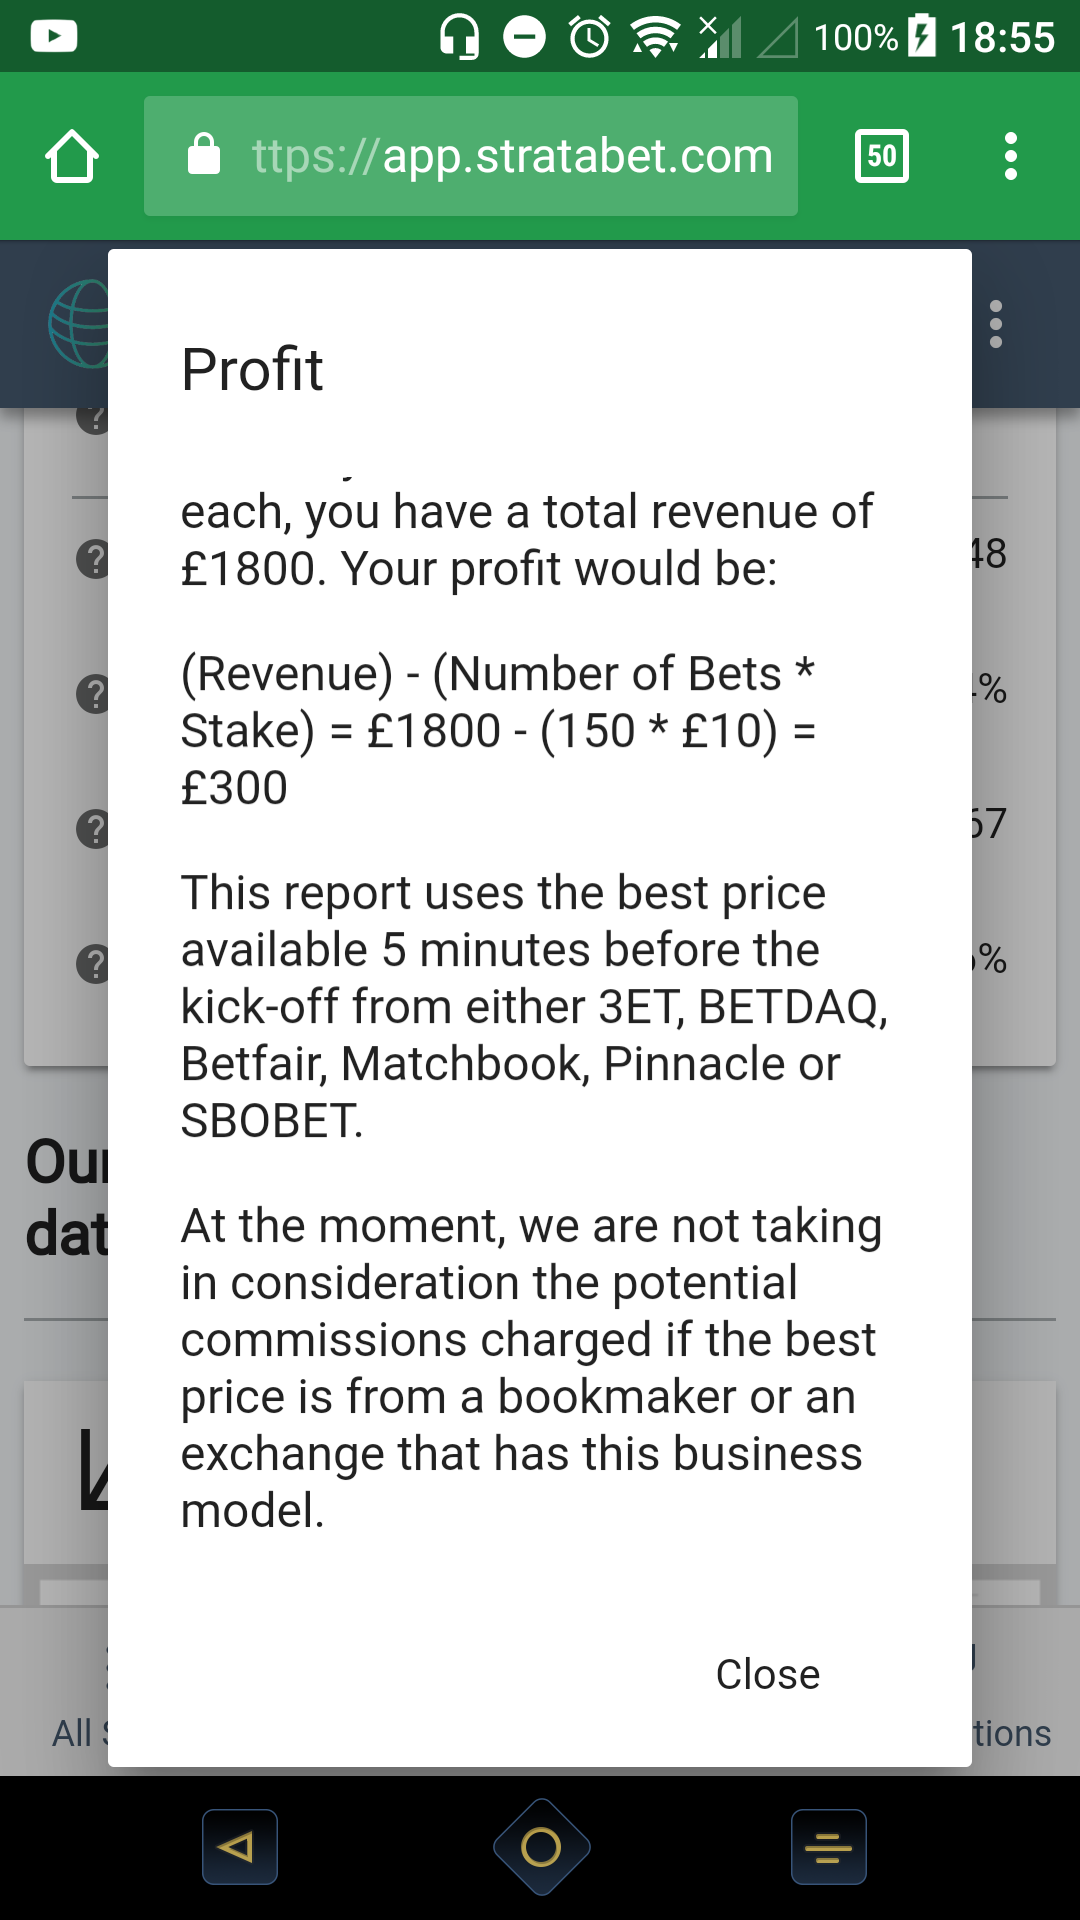 100% 18:55
ttps://app.stratabet.com
50
Profit
each, you have a total revenue of
£1800. Your profit would be:
(Revenue) - (Number of Bets *
Stake) = £1800 - (150 * £10) =
£300
This report uses the best price
available 5 minutes before the
kick-off from either 3ET, BETDAQ,
Betfair, Matchbook, Pinnacle or
SBOBET.
At the moment, we are not taking
in consideration the potential
commissions charged if the best
price is from a bookmaker or an
exchange that has this business
model.
Close
48
%
67
%
Our
dat
All S
tions